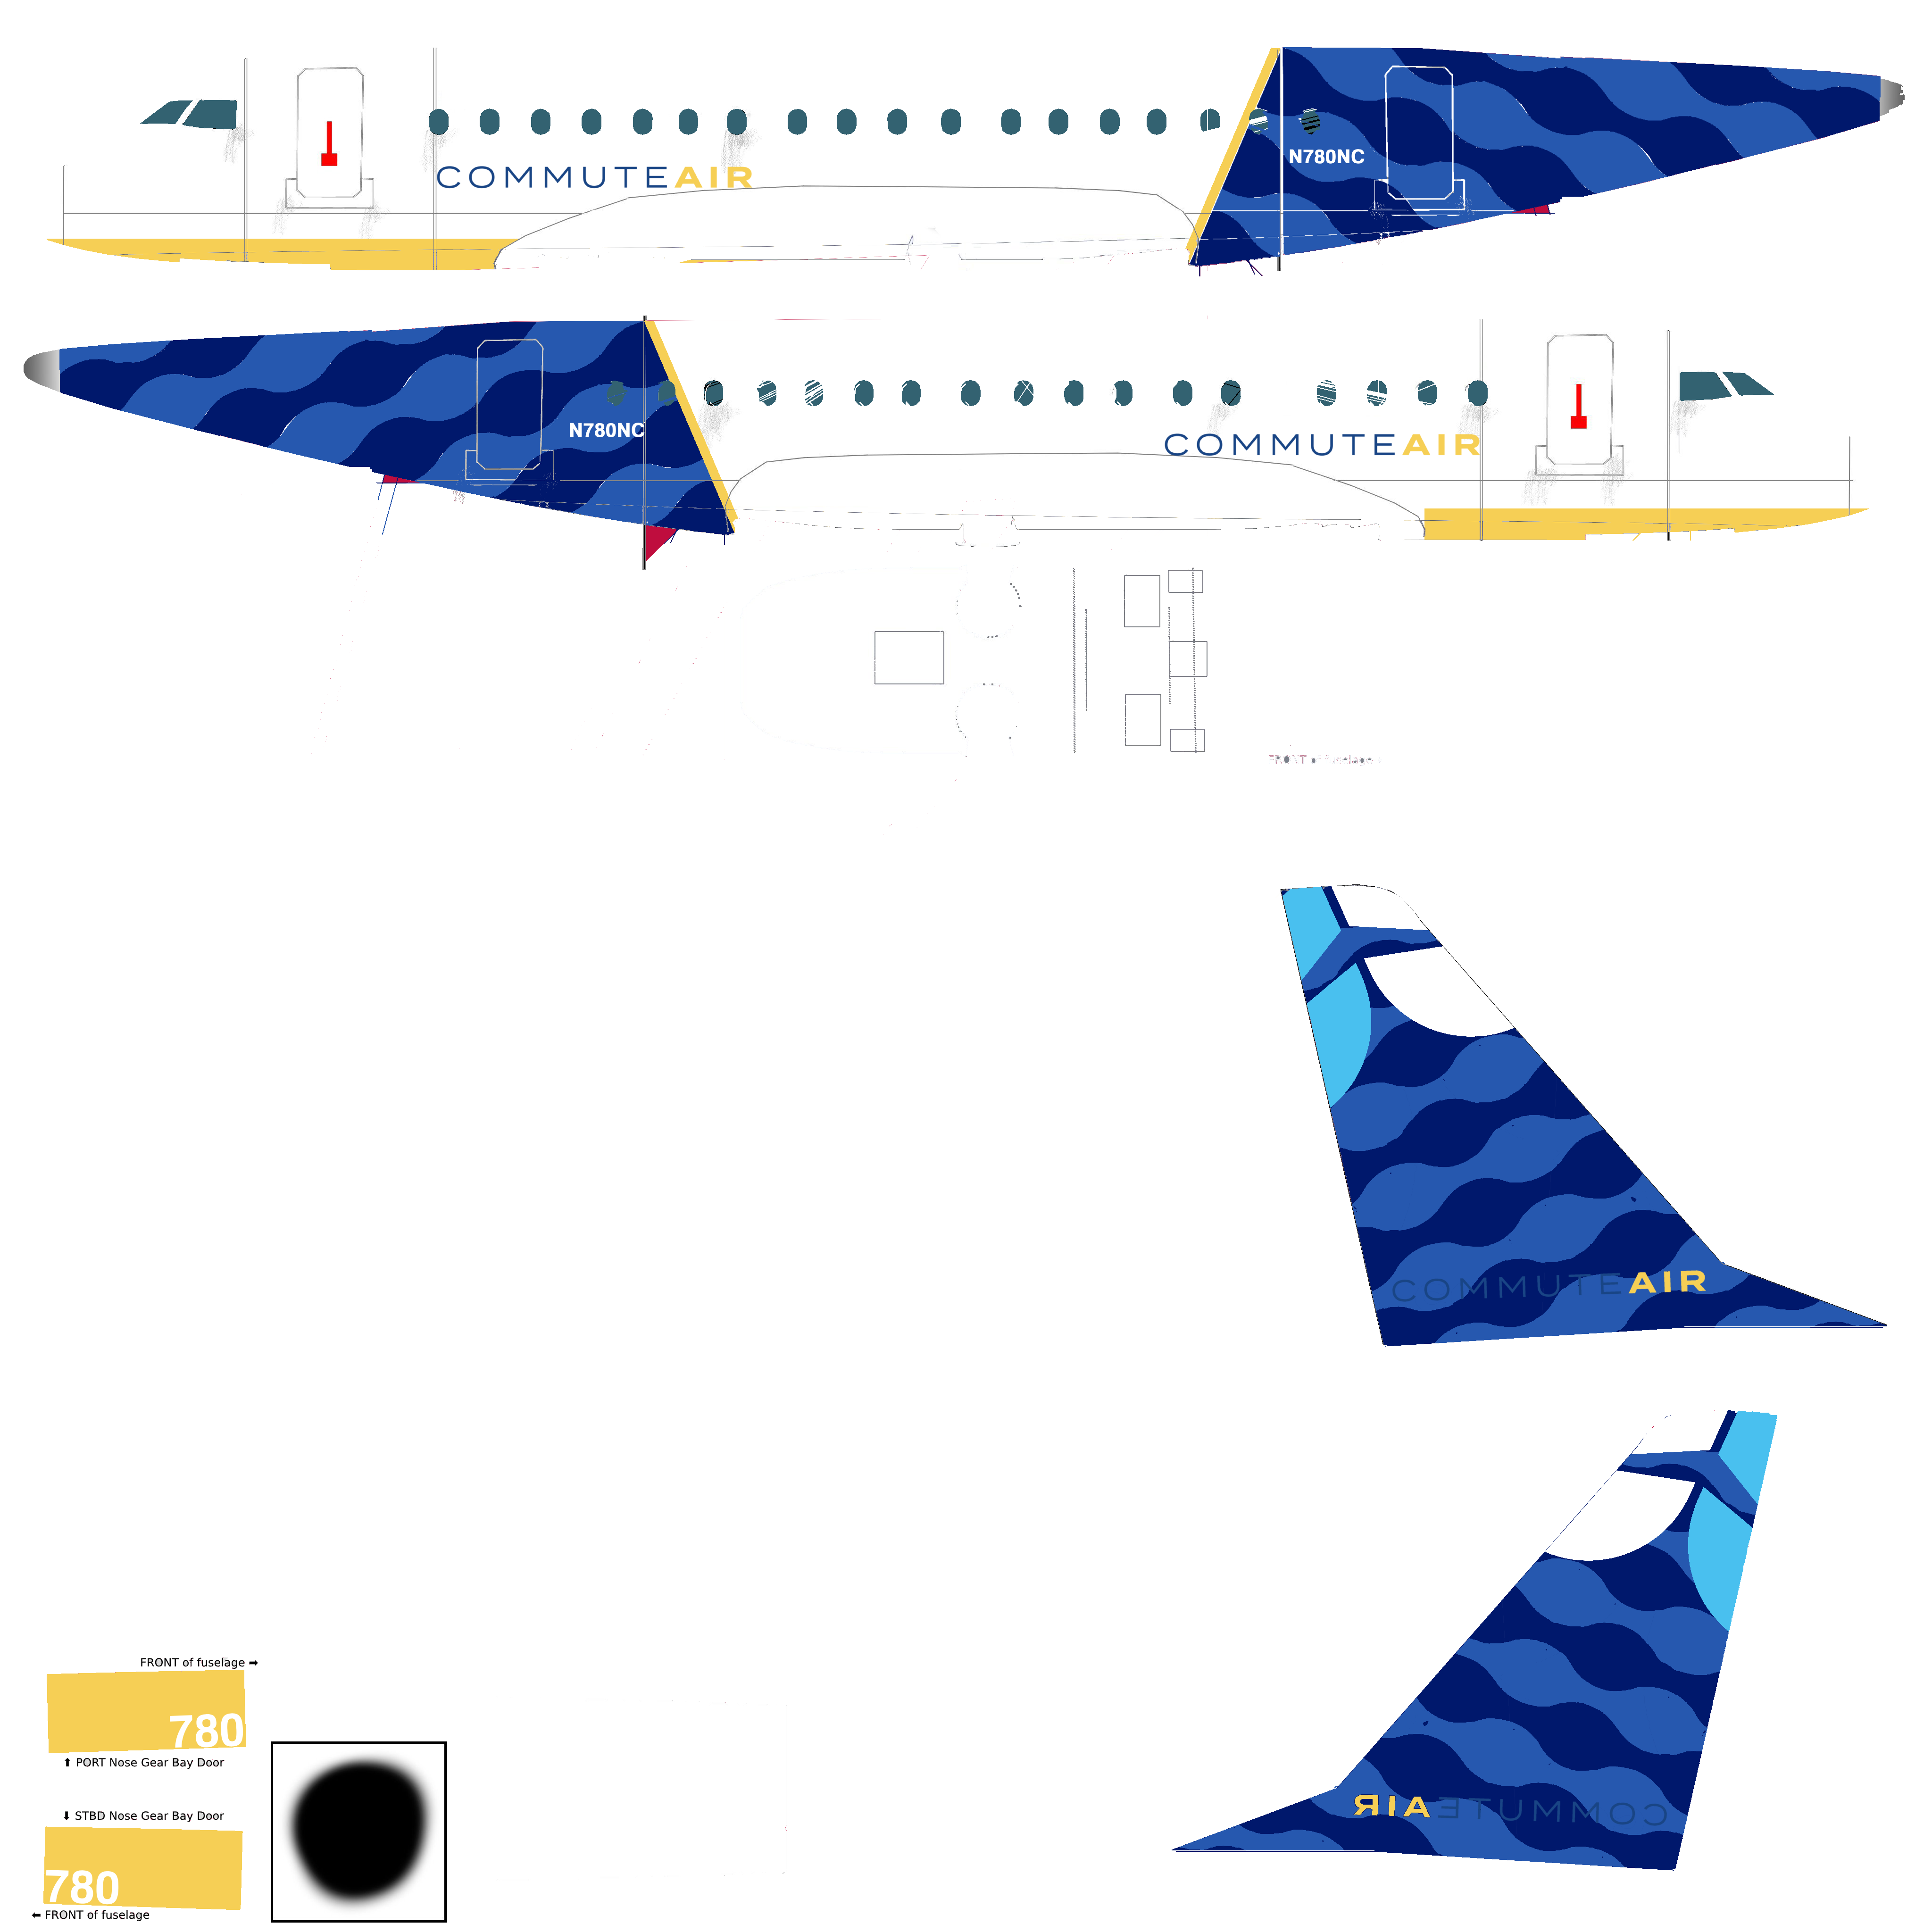 COMMUTEAIR
N780NC
N780NC
COMMUTEAIR
FRONT of fuselage
COMMUTEAIR
FRONT of fuselage ➡
780
⬆ PORT Nose Gear Bay Door
COMMUTEAIR
⬇ STBD Nose Gear Bay Door
780
⬅ FRONT of fuselage